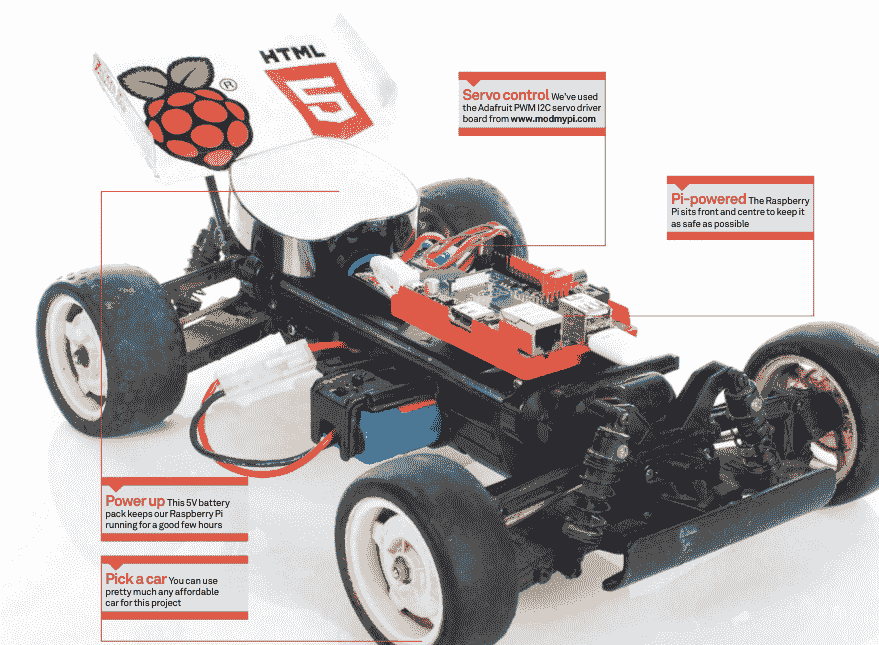 HTML
®
Servo control We've used
the Adafruit PWM I2C servo driver
board from www.modmypi.com
Pi-powered The Raspberry
Pi sits front and centre to keep it
as safe as possible
Power up This 5V battery
pack keeps our Raspberry Pi
running for a good few hours
Pick a car You can use
pretty much any affordable
car for this project